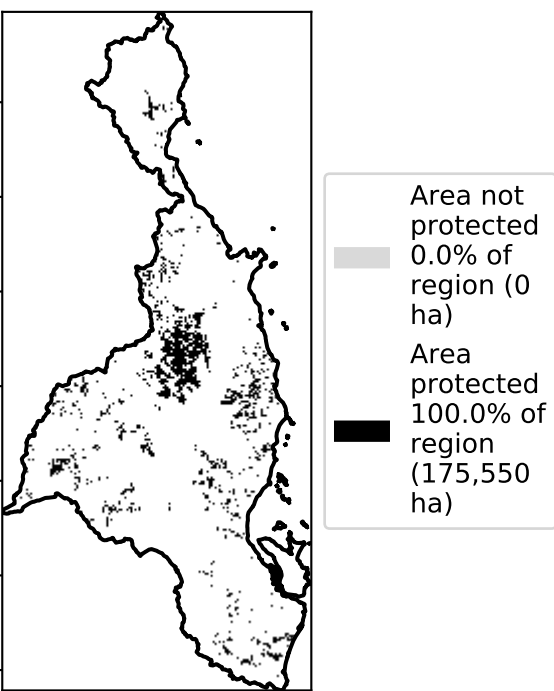 Area not
protected
0.0% of
region (0
ha)
Area
protected
100.0% of
region
(175,550
ha)